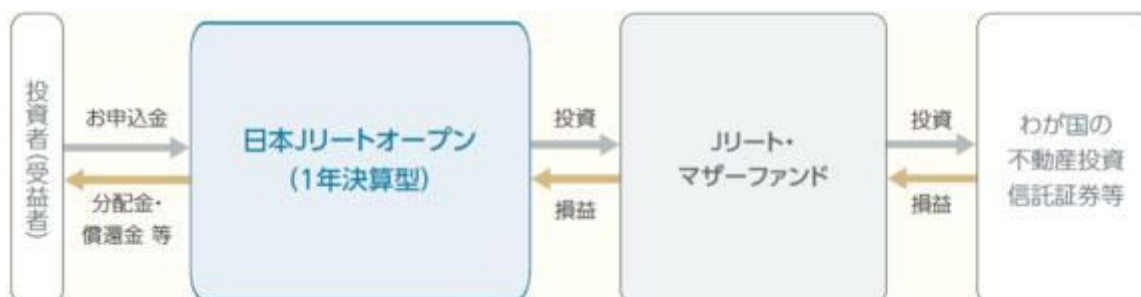 投資者(受益者)
お申込金
分配金・
償還金 等
日本Jリートオープン
(1年決算型)
投資
損益
Jリート・
マザーファンド
投資
損益
わが国の
不動産投資
信託証券等